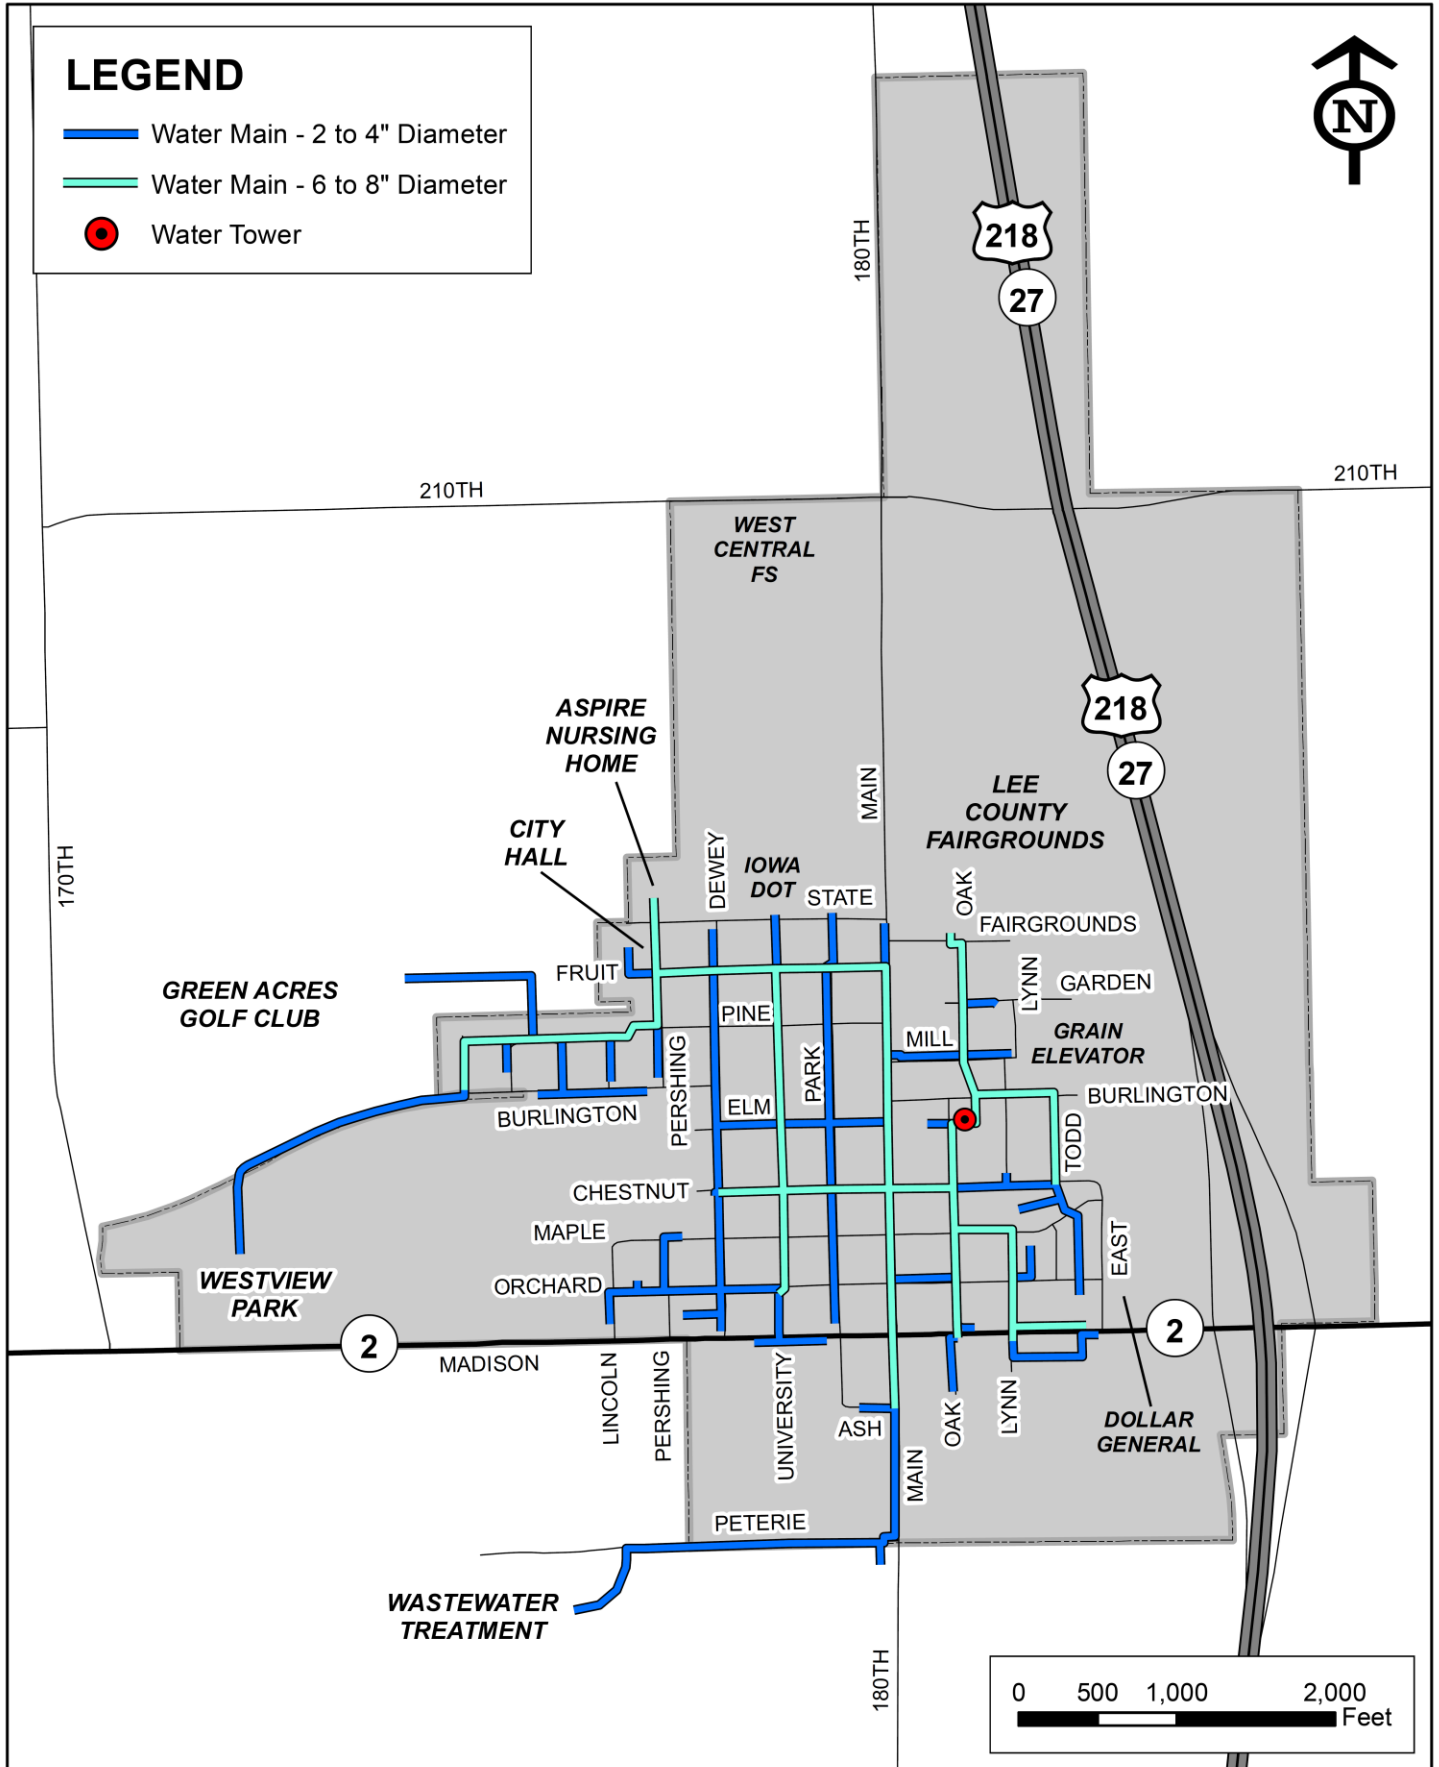 LEGEND
Water Main - 2 to 4" Diameter
Water Main - 6 to 8" Diameter
Water Tower
N
180TH
218
27
210TH
210TH
WEST
CENTRAL
FS
218
27
ASPIRE
NURSING
HOME
MAIN
LEE
COUNTY
FAIRGROUNDS
CITY
HALL
170TH
DEWEY
IOWA
DOT
STATE
OAK
FAIRGROUNDS
FRUIT
LYNN
GARDEN
GREEN ACRES
GOLF CLUB
PINE
MILL
GRAIN
ELEVATOR
PERSHING
PARK
BURLINGTON
BURLINGTON
ELM
TODD
CHESTNUT
MAPLE
EAST
ORCHARD
WESTVIEW
PARK
2
2
MADISON
LINCOLN
PERSHING
UNIVERSITY
ASH
OAK
LYNN
DOLLAR
GENERAL
MAIN
PETERIE
WASTEWATER
TREATMENT
180TH
0 500 1,000 2,000
Feet